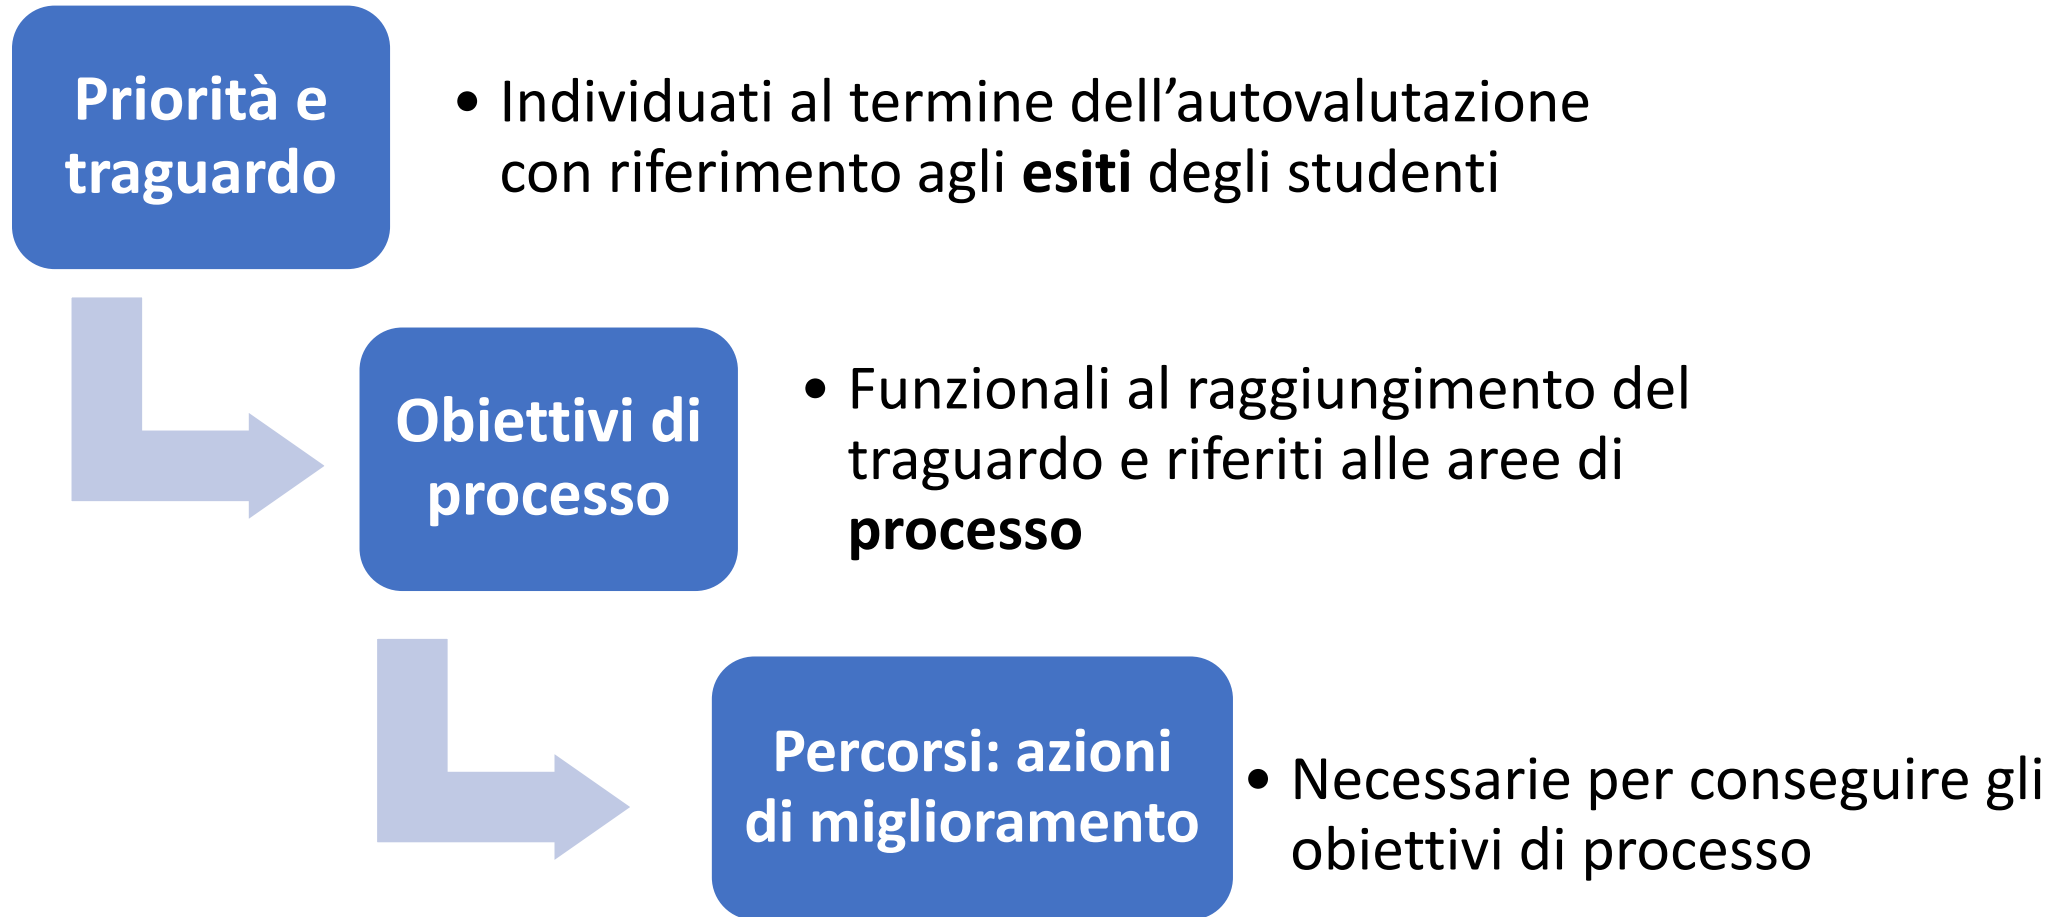 Priorità e
traguardo
• Individuati al termine dell’autovalutazione
con riferimento agli esiti degli studenti
Obiettivi di
processo
• Funzionali al raggiungimento del
traguardo e riferiti alle aree di
processo
Percorsi: azioni
di miglioramento
• Necessarie per conseguire gli
obiettivi di processo